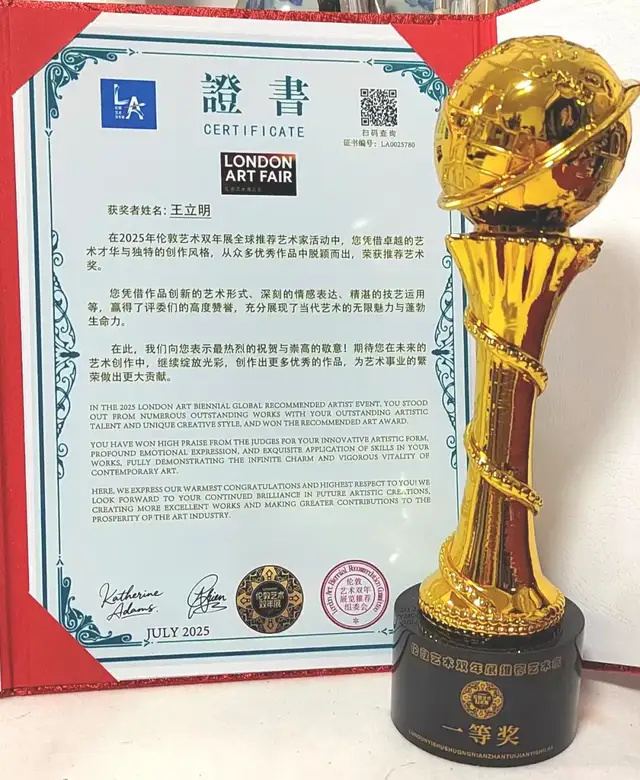 LA
證書
CERTIFICATE
扫码查询
证书编号：LA0025780
LONDON
ART FAIR
获奖者姓名：王立明
在2025年伦敦艺术双年展全球推荐艺术家活动中，您凭借卓越的艺
术才华与独特的创作风格，从众多优秀作品中脱颖而出，荣获推荐艺术
奖。
您凭借作品创新的艺术形式、深刻的情感表达、精湛的技艺运用
等，赢得了评委们的高度赞誉，充分展现了当代艺术的无限魅力与蓬勃
生命力。
在此，我们向您表示最热烈的祝贺与崇高的敬意！期待您在未来的
艺术创作中，继续绽放光彩，创作出更多优秀的作品，为艺术事业的繁
荣做出更大贡献。
IN THE 2025 LONDON ART BIENNIAL GLOBAL RECOMMENDED ARTIST EVENT, YOU STOOD
OUT FROM NUMEROUS OUTSTANDING WORKS WITH YOUR OUTSTANDING ARTISTIC
TALENT AND UNIQUE CREATIVE STYLE, AND WON THE RECOMMENDED ART AWARD.
YOU HAVE WON HIGH PRAISE FROM THE JUDGES FOR YOUR INNOVATIVE ARTISTIC FORM,
PROFOUND EMOTIONAL EXPRESSION, AND EXQUISITE APPLICATION OF SKILLS IN YOUR
WORKS, FULLY DEMONSTRATING THE INFINITE CHARM AND VIGOROUS VITALITY OF
CONTEMPORARY ART.
HERE, WE EXPRESS OUR WARMEST CONGRATULATIONS AND HIGHEST RESPECT TO YOU! WE
LOOK FORWARD TO YOUR CONTINUED BRILLIANCE IN FUTURE ARTISTIC CREATIONS,
CREATING MORE EXCELLENT WORKS AND MAKING GREATER CONTRIBUTIONS TO THE
PROSPERITY OF THE ART INDUSTRY.
Katherine
Adams.
JULY 2025
伦敦艺术
双年展
伦敦
艺术双年
展览推荐
组委会
伦敦艺术双年展推荐艺术家
一等奖